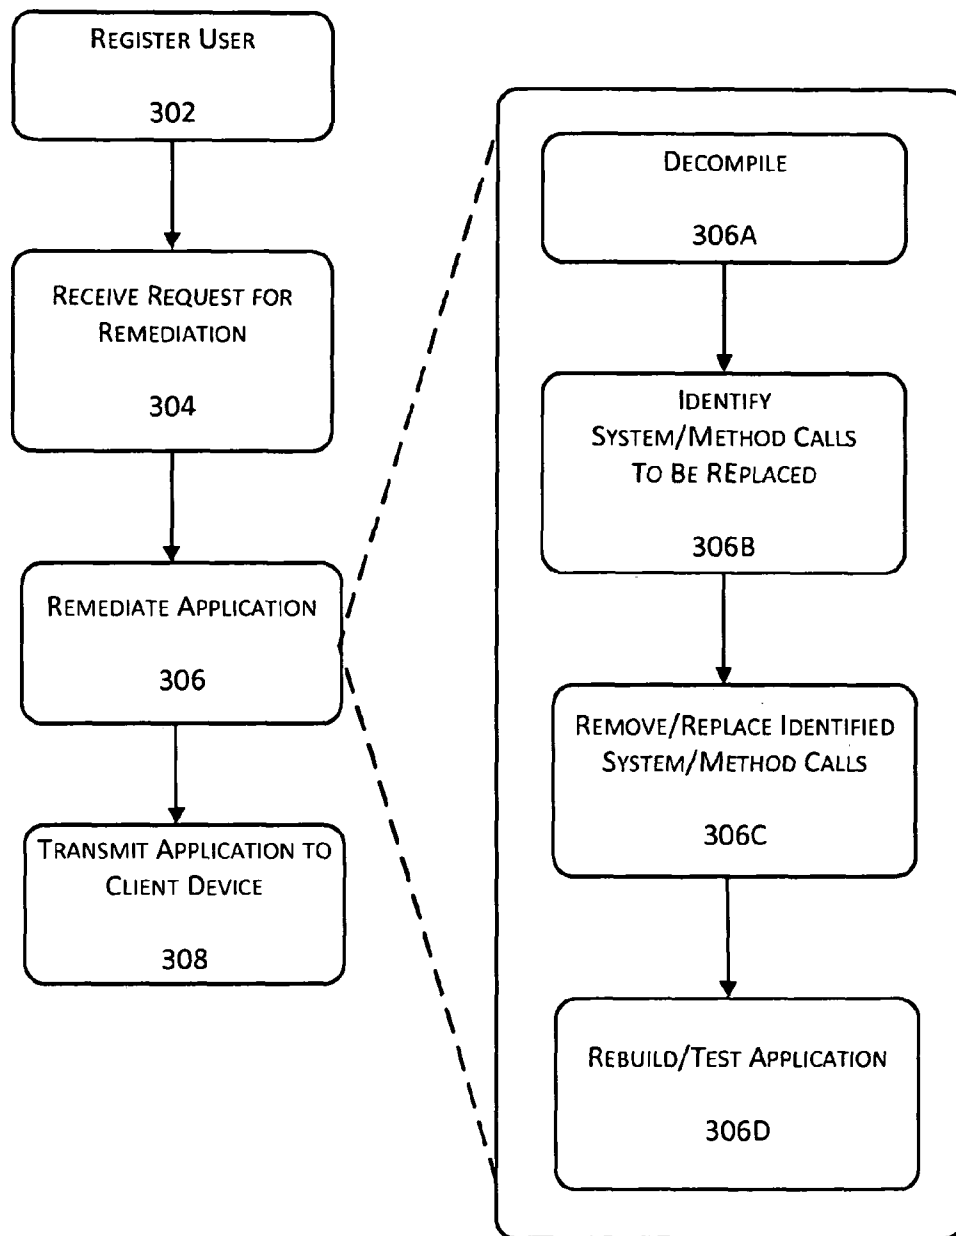 REGISTER USER
302
RECEIVE REQUEST FOR
REMEDIATION
304
REMEDIATE APPLICATION
306
TRANSMIT APPLICATION TO
CLIENT DEVICE
308
DECOMPILE
306A
IDENTIFY
SYSTEM/METHOD CALLS
TO BE REPLACED
306B
REMOVE/REPLACE IDENTIFIED
SYSTEM/METHOD CALLS
306C
REBUILD/TEST APPLICATION
306D